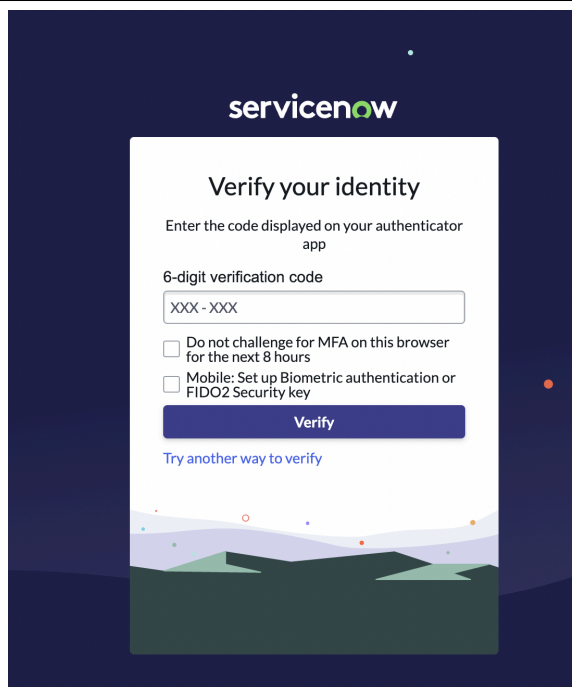 servicenow
Verify your identity
Enter the code displayed on your authenticator
app
6-digit verification code
XXX - XXX
Do not challenge for MFA on this browser
for the next 8 hours
Mobile: Set up Biometric authentication or
FIDO2 Security key
Verify
Try another way to verify